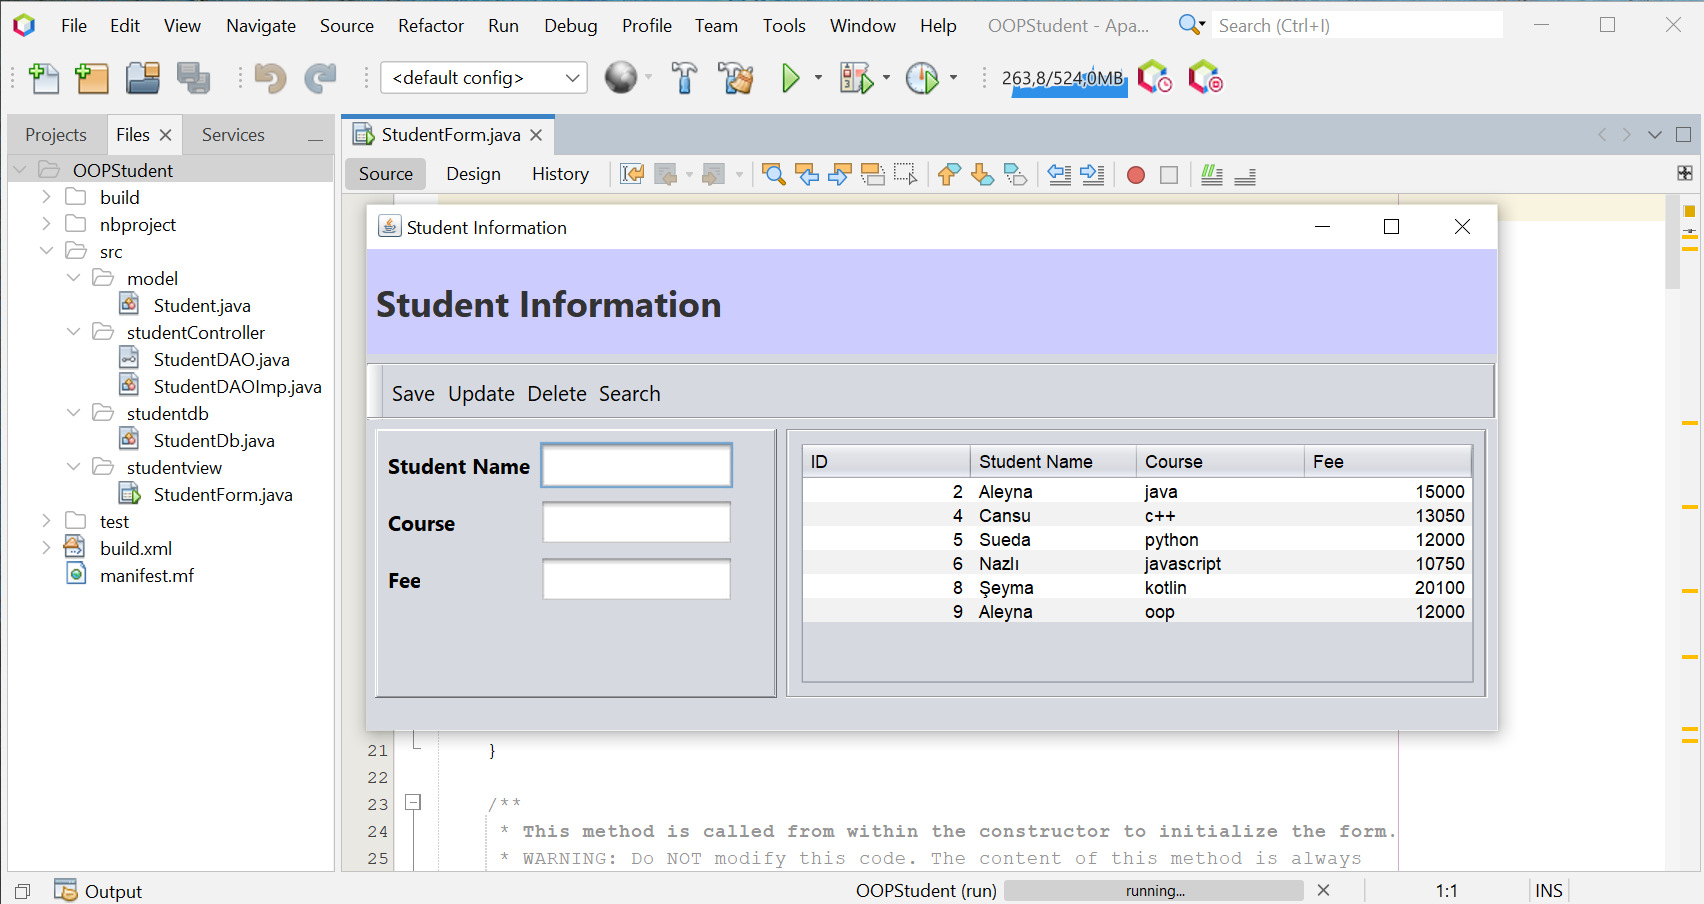 File Edit View Navigate Source Refactor Run Debug Profile Team Tools Window Help OOPStudent - Apa... Search (Ctrl+I)
<default config> 263,8/524,0MB
Projects Files Services
StudentForm.java
Source Design History
OOPStudent
build
nbproject
src
model
Student.java
studentController
StudentDAO.java
StudentDAOImp.java
studentdb
StudentDb.java
studentview
StudentForm.java
test
build.xml
manifest.mf
Student Information
Student Information
Save Update Delete Search
Student Name
Course
Fee
ID Student Name Course Fee
2 Aleyna java 15000
4 Cansu c++ 13050
5 Sueda python 12000
6 Nazlı javascript 10750
8 Şeyma kotlin 20100
9 Aleyna oop 12000
21 }
22
23 /**
24 * This method is called from within the constructor to initialize the form.
25 * WARNING: Do NOT modify this code. The content of this method is always
Output OOPStudent (run) running... 1:1 INS